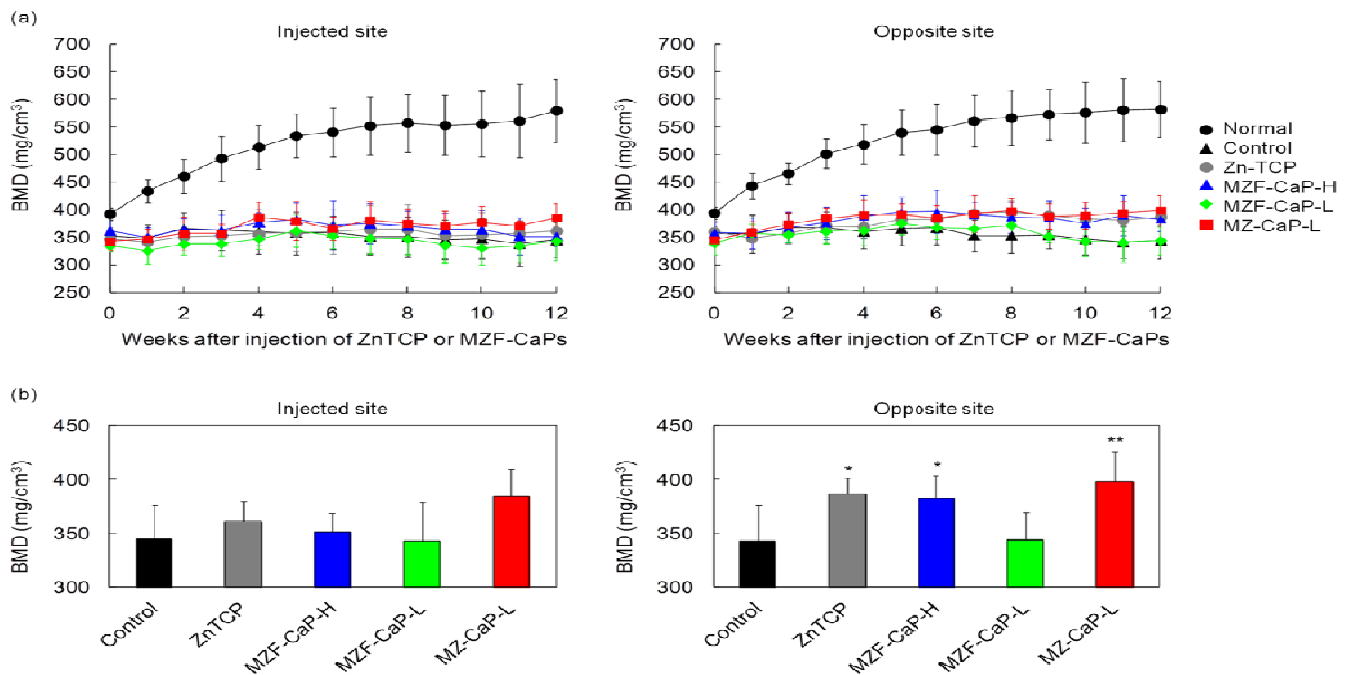 (a)
Injected site
700
650
600
550
500
450
400
350
300
250
BMD (mg/cm³)
0 2 4 6 8 10 12
Weeks after injection of ZnTCP or MZF-CaPs
Opposite site
700
650
600
550
500
450
400
350
300
250
BMD (mg/cm³)
0 2 4 6 8 10 12
Weeks after injection of ZnTCP or MZF-CaPs
Normal
Control
Zn-TCP
MZF-CaP-H
MZF-CaP-L
MZ-CaP-L
(b)
Injected site
450
400
350
300
BMD (mg/cm³)
Control
ZnTCP
MZF-CaP-H
MZF-CaP-L
MZ-CaP-L
Opposite site
450
400
350
300
BMD (mg/cm³)
* * **
Control
ZnTCP
MZF-CaP-H
MZF-CaP-L
MZ-CaP-L